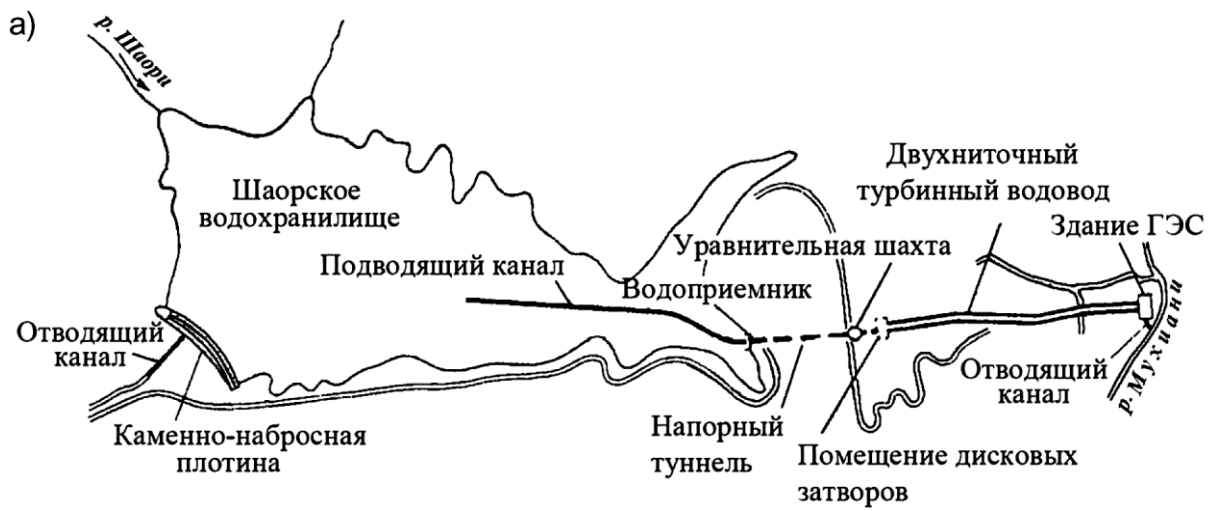 а)
р. Шаори
Шаорское
водохранилище
Двухниточный
турбинный водовод
Здание ГЭС
Уравнительная шахта
Подводящий канал
Водоприемник
Отводящий
канал
Каменно-набросная
плотина
Напорный
туннель
Помещение дисковых
затворов
Отводящий
канал
р. Мухиани